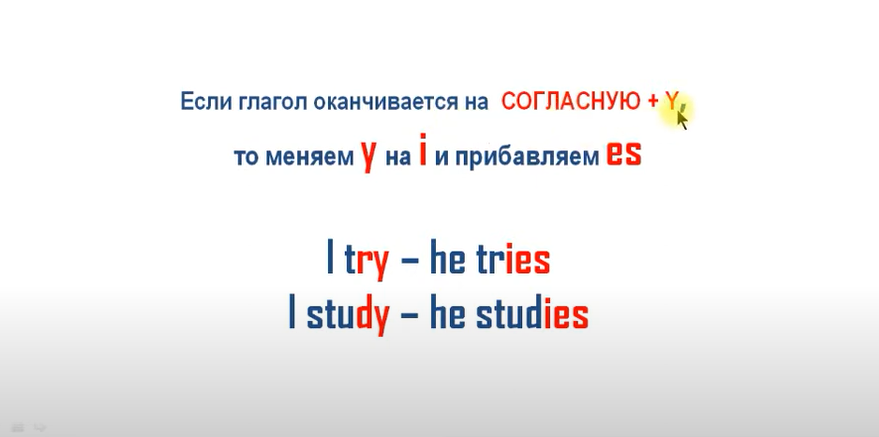 Если глагол оканчивается на СОГЛАСНУЮ + Y,
то меняем y на i и прибавляем es
I try – he tries
I study – he studies